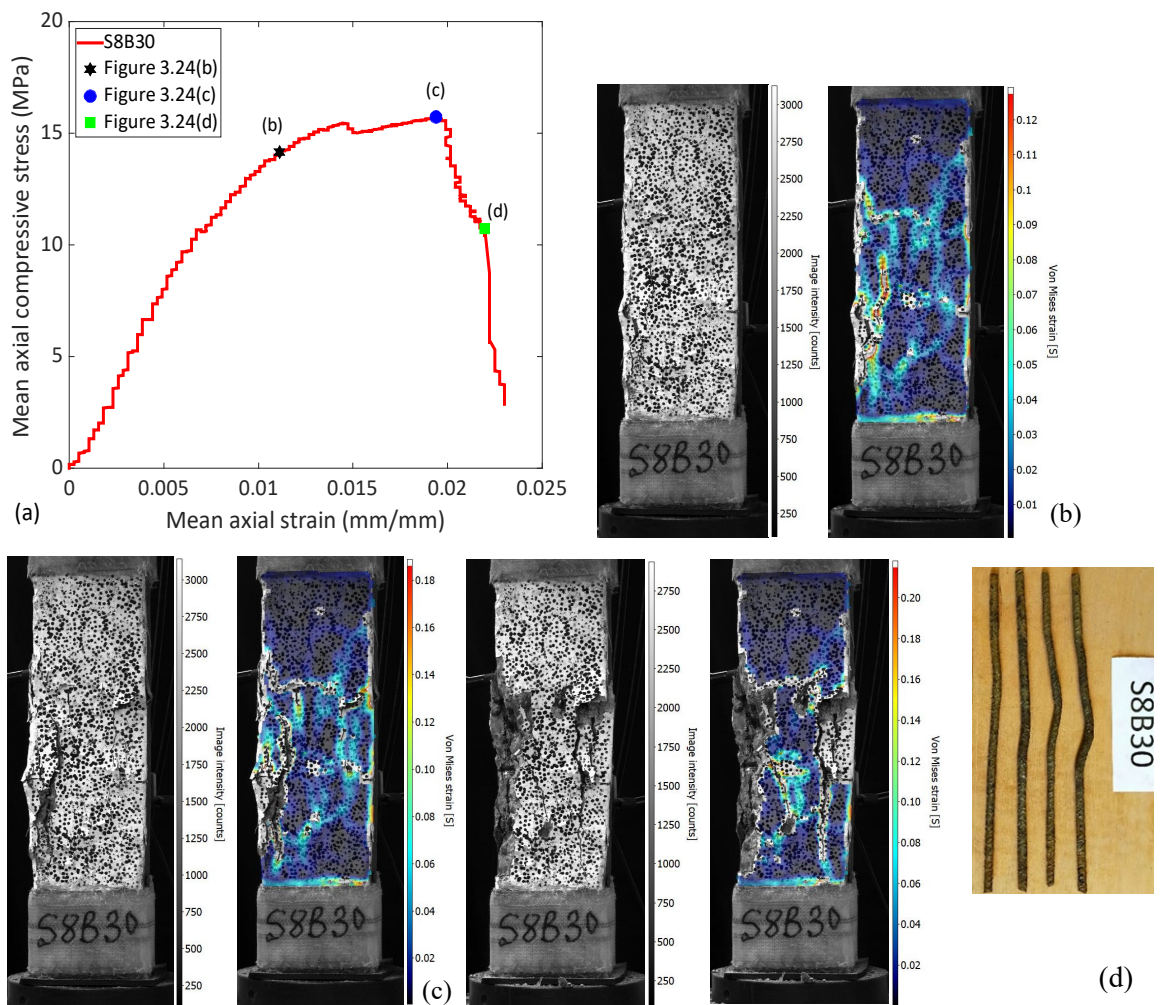 20
15
10
5
0
Mean axial compressive stress (MPa)
S8B30
Figure 3.24(b)
Figure 3.24(c)
Figure 3.24(d)
(b)
(c)
(d)
0
0.005
0.01
0.015
0.02
0.025
Mean axial strain (mm/mm)
(a)
S8B30
3000
2750
2500
2250
2000
1750
1500
1250
1000
750
500
250
Image intensity [counts]
S8B30
0.12
0.11
0.10
0.09
0.08
0.07
0.06
0.05
0.04
0.03
0.02
0.01
Von Mises strain [S]
(b)
S8B30
3000
2750
2500
2250
2000
1750
1500
1250
1000
750
500
250
Image intensity [counts]
S8B30
0.18
0.16
0.14
0.12
0.10
0.08
0.06
0.04
0.02
Von Mises strain [S]
(c)
S8B30
2750
2500
2250
2000
1750
1500
1250
1000
750
500
250
Image intensity [counts]
S8B30
0.20
0.18
0.16
0.14
0.12
0.10
0.08
0.06
0.04
0.02
Von Mises strain [S]
S8B30
(d)